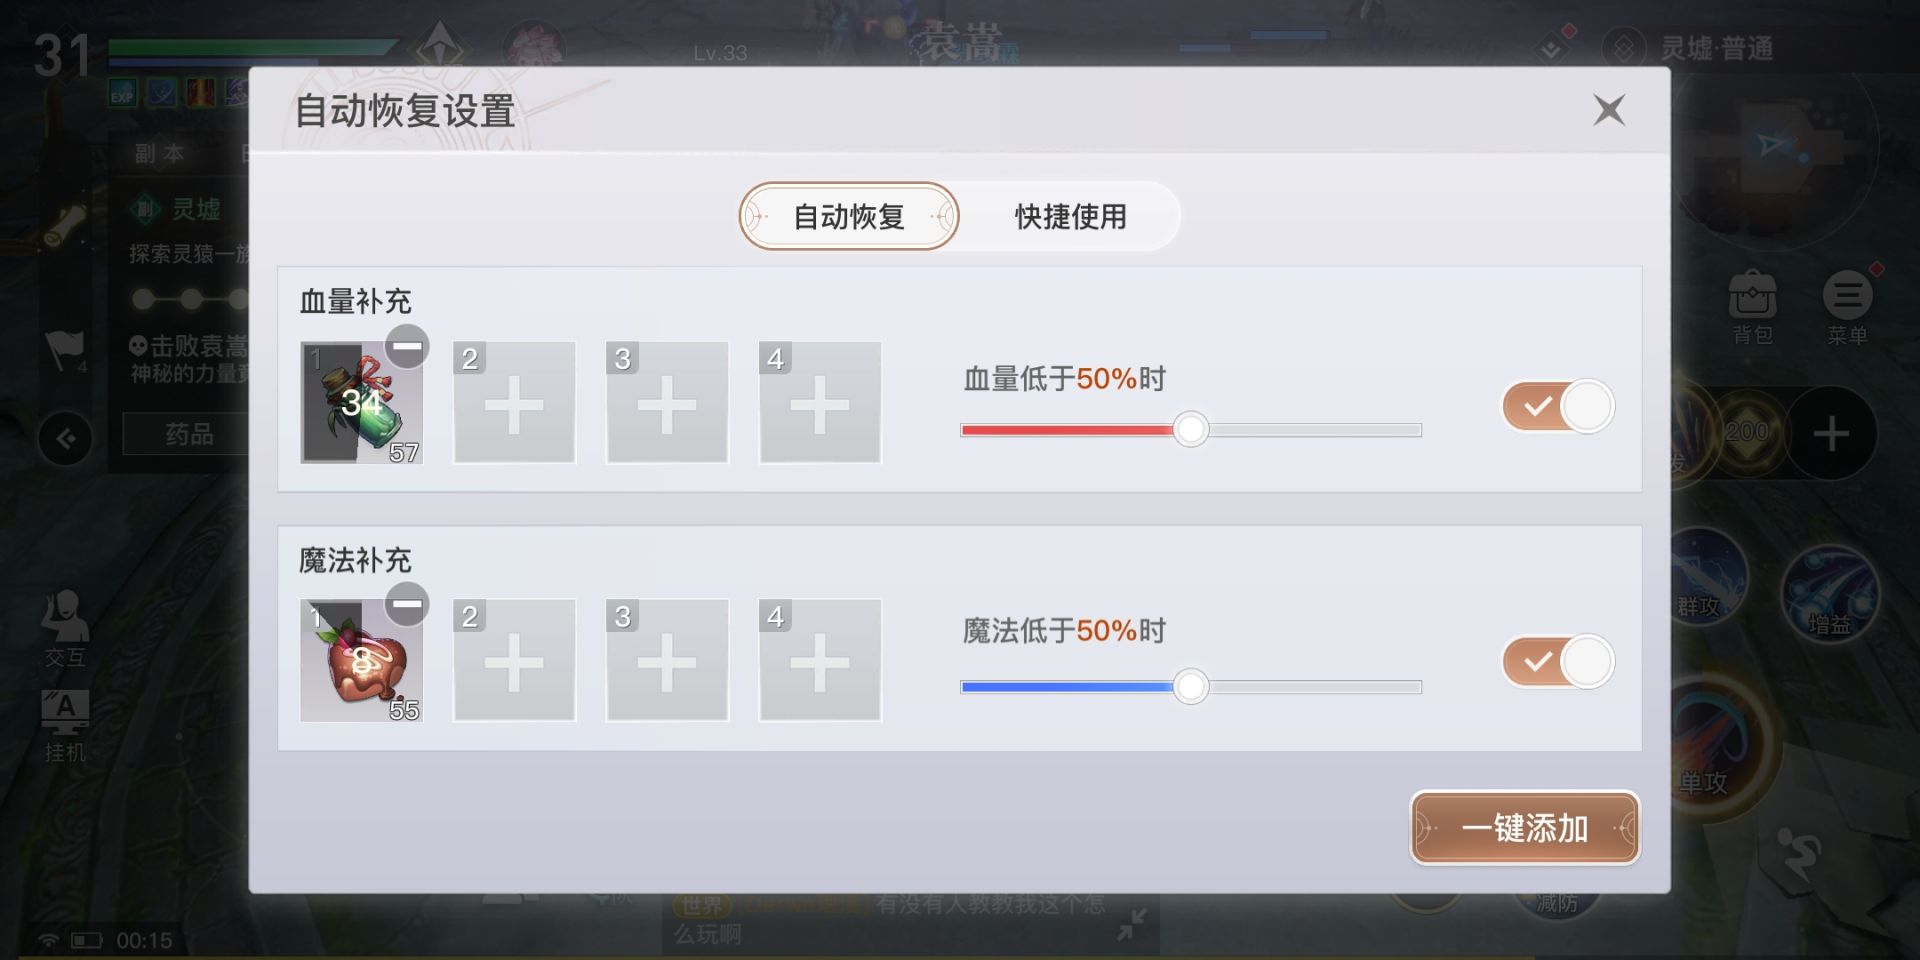 31
Lv.33
袁嵩
灵墟·普通
EXP
自动恢复设置
副本
自动恢复
快捷使用
副 灵墟
探索灵猿一族
血量补充
1
34
57
2
3
4
血量低于50%时
背包
菜单
击败袁嵩
神秘的力量
4
药品
200
魔法补充
1
8
55
2
3
4
魔法低于50%时
群攻
增益
交互
A
挂机
单攻
一键添加
减防
世界
有没有人教教我这个怎
么玩啊
00:15